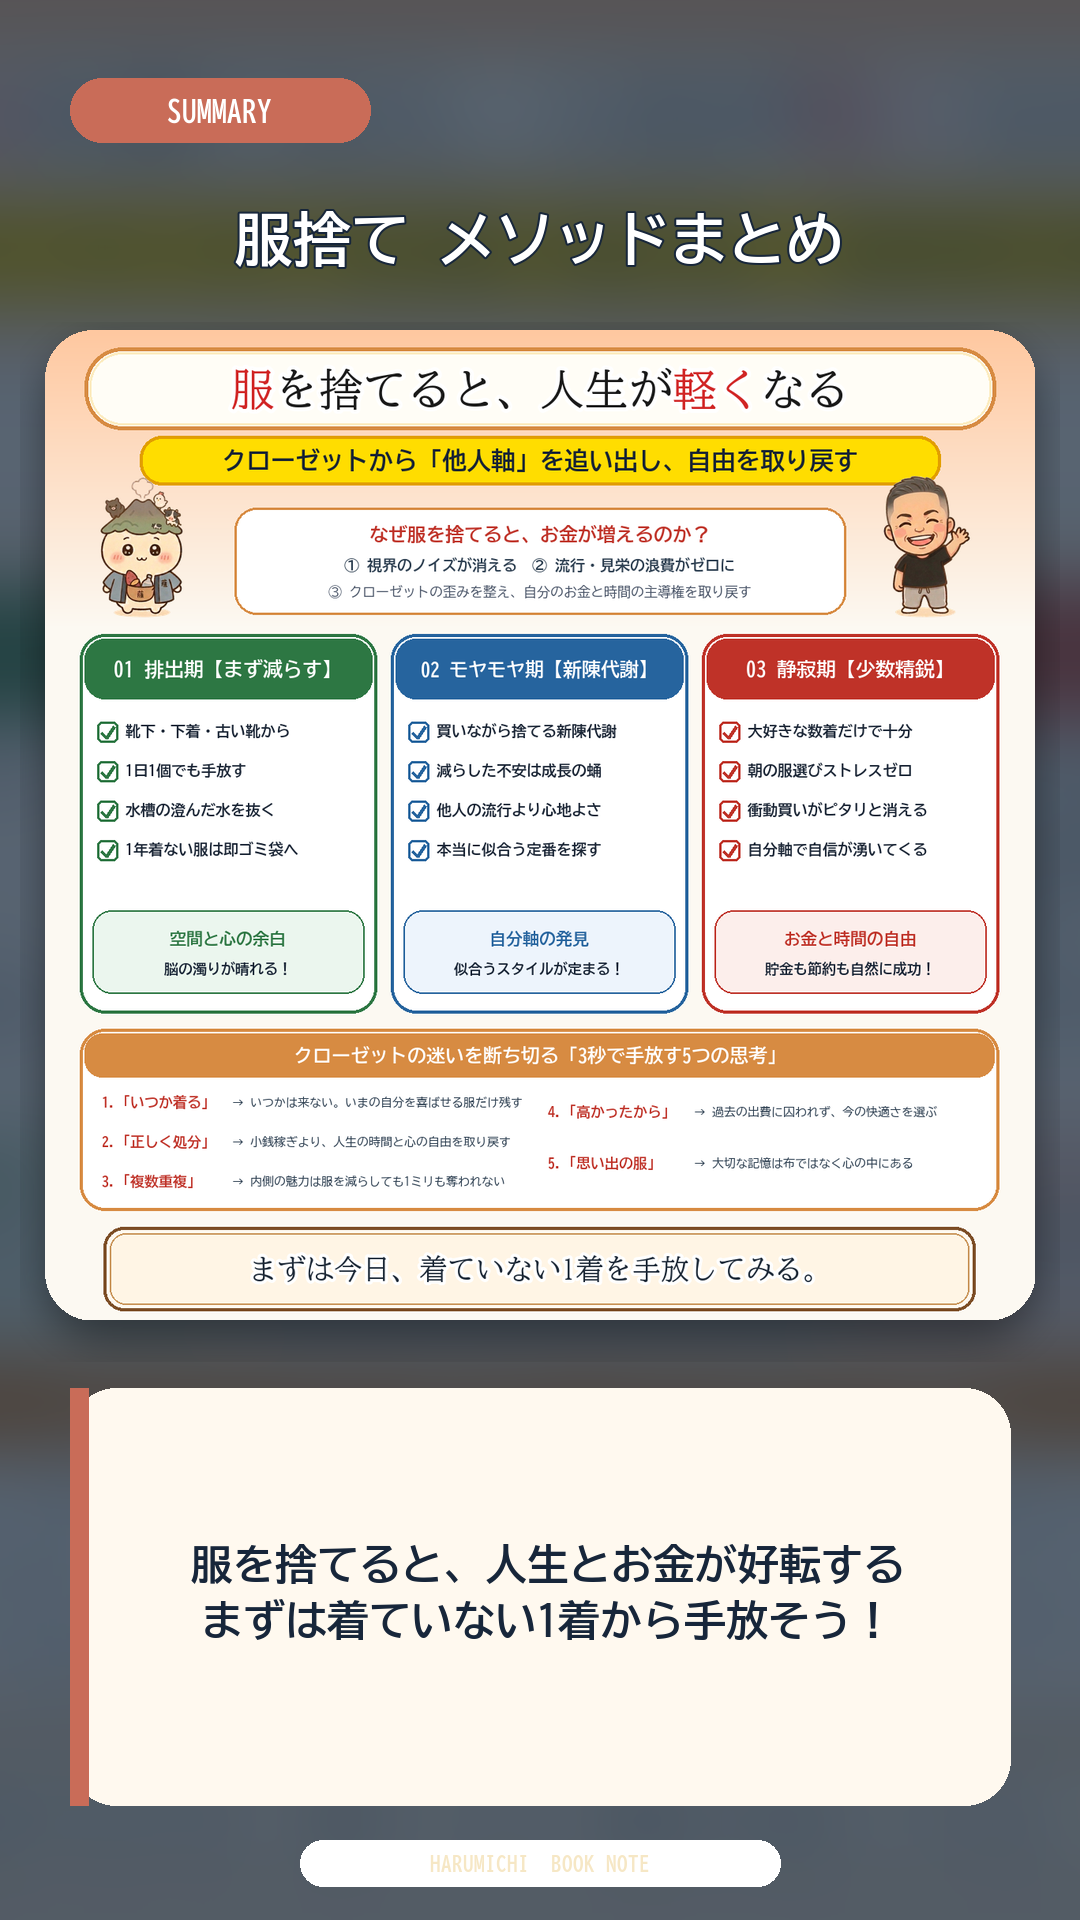 SUMMARY
服捨て メソッドまとめ
服を捨てると、人生が軽くなる
クローゼットから「他人軸」を追い出し、自由を取り戻す
なぜ服を捨てると、お金が増えるのか？
① 視界のノイズが消える ② 流行・見栄の浪費がゼロに
③ クローゼットの歪みを整え、自分のお金と時間の主導権を取り戻す
01 排出期【まず減らす】
靴下・下着・古い靴から
1日1個でも手放す
水槽の澄んだ水を抜く
1年着ない服は即ゴミ袋へ
空間と心の余白
脳の濁りが晴れる！
02 モヤモヤ期【新陳代謝】
買いながら捨てる新陳代謝
減らした不安は成長の蛹
他人の流行より心地よさ
本当に似合う定番を探す
自分軸の発見
似合うスタイルが定まる！
03 静寂期【少数精鋭】
大好きな数着だけで十分
朝の服選びストレスゼロ
衝動買いがピタリと消える
自分軸で自信が湧いてくる
お金と時間の自由
貯金も節約も自然に成功！
クローゼットの迷いを断ち切る「3秒で手放す5つの思考」
1.「いつか着る」 → いつかは来ない。いまの自分を喜ばせる服だけ残す
2.「正しく処分」 → 小銭稼ぎより、人生の時間と心の自由を取り戻す
3.「複数重複」 → 内側の魅力は服を減らしても1ミリも奪われない
4.「高かったから」 → 過去の出費に囚われず、今の快適さを選ぶ
5.「思い出の服」 → 大切な記憶は布ではなく心の中にある
まずは今日、着ていない1着を手放してみる。
服を捨てると、人生とお金が好転する
まずは着ていない1着から手放そう！
HARUMICHI BOOK NOTE